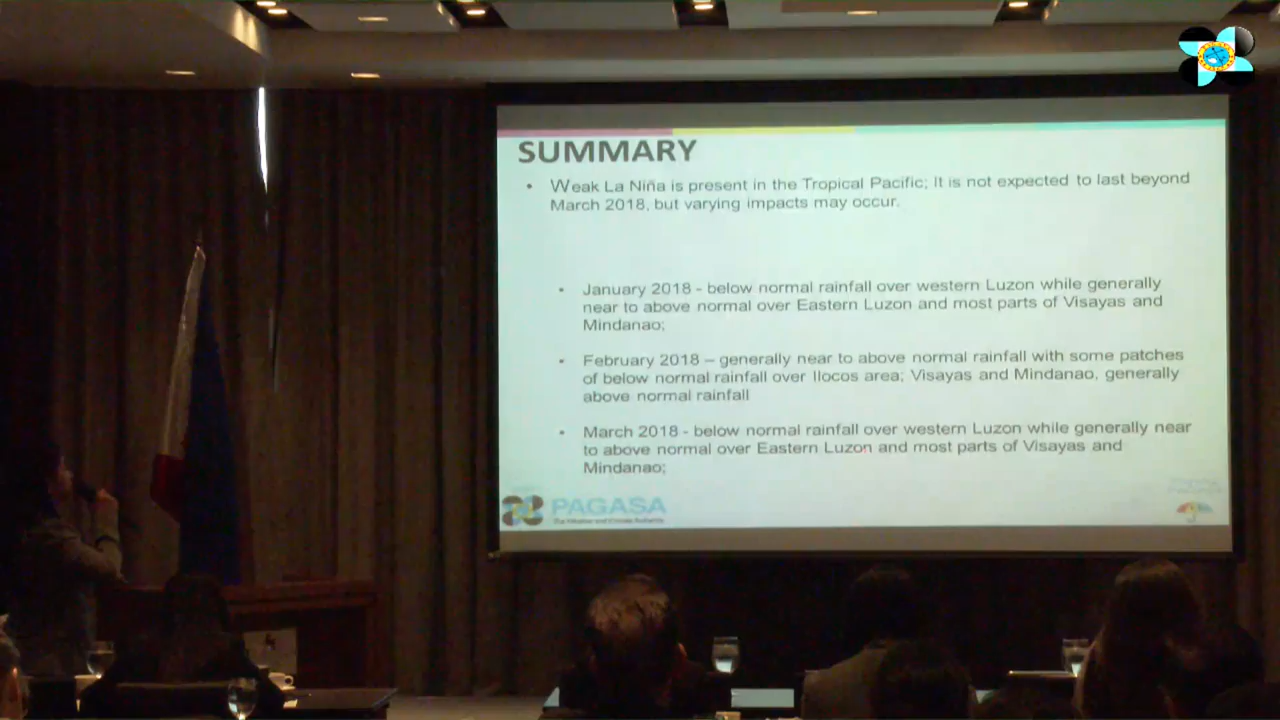 SUMMARY
• Weak La Niña is present in the Tropical Pacific; It is not expected to last beyond
March 2018, but varying impacts may occur.
• January 2018 - below normal rainfall over western Luzon while generally
near to above normal over Eastern Luzon and most parts of Visayas and
Mindanao;
• February 2018 – generally near to above normal rainfall with some patches
of below normal rainfall over Ilocos area; Visayas and Mindanao, generally
above normal rainfall
• March 2018 - below normal rainfall over western Luzon while generally near
to above normal over Eastern Luzon and most parts of Visayas and
Mindanao;
PAGASA